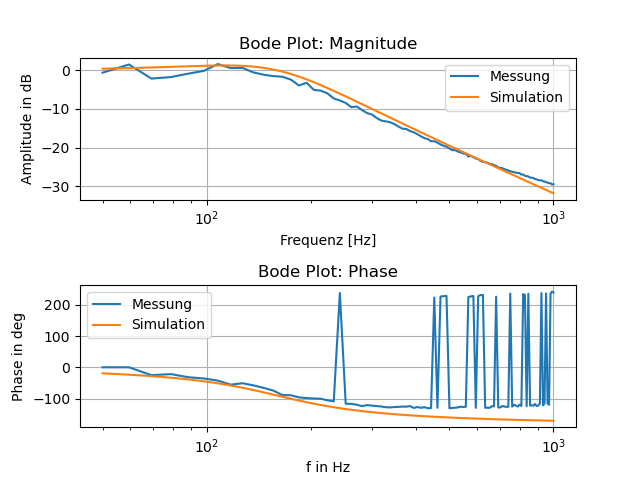 Bode Plot: Magnitude
Amplitude in dB
0
−10
−20
−30
Messung
Simulation
10²
10³
Frequenz [Hz]
Bode Plot: Phase
Phase in deg
200
100
0
−100
Messung
Simulation
10²
10³
f in Hz